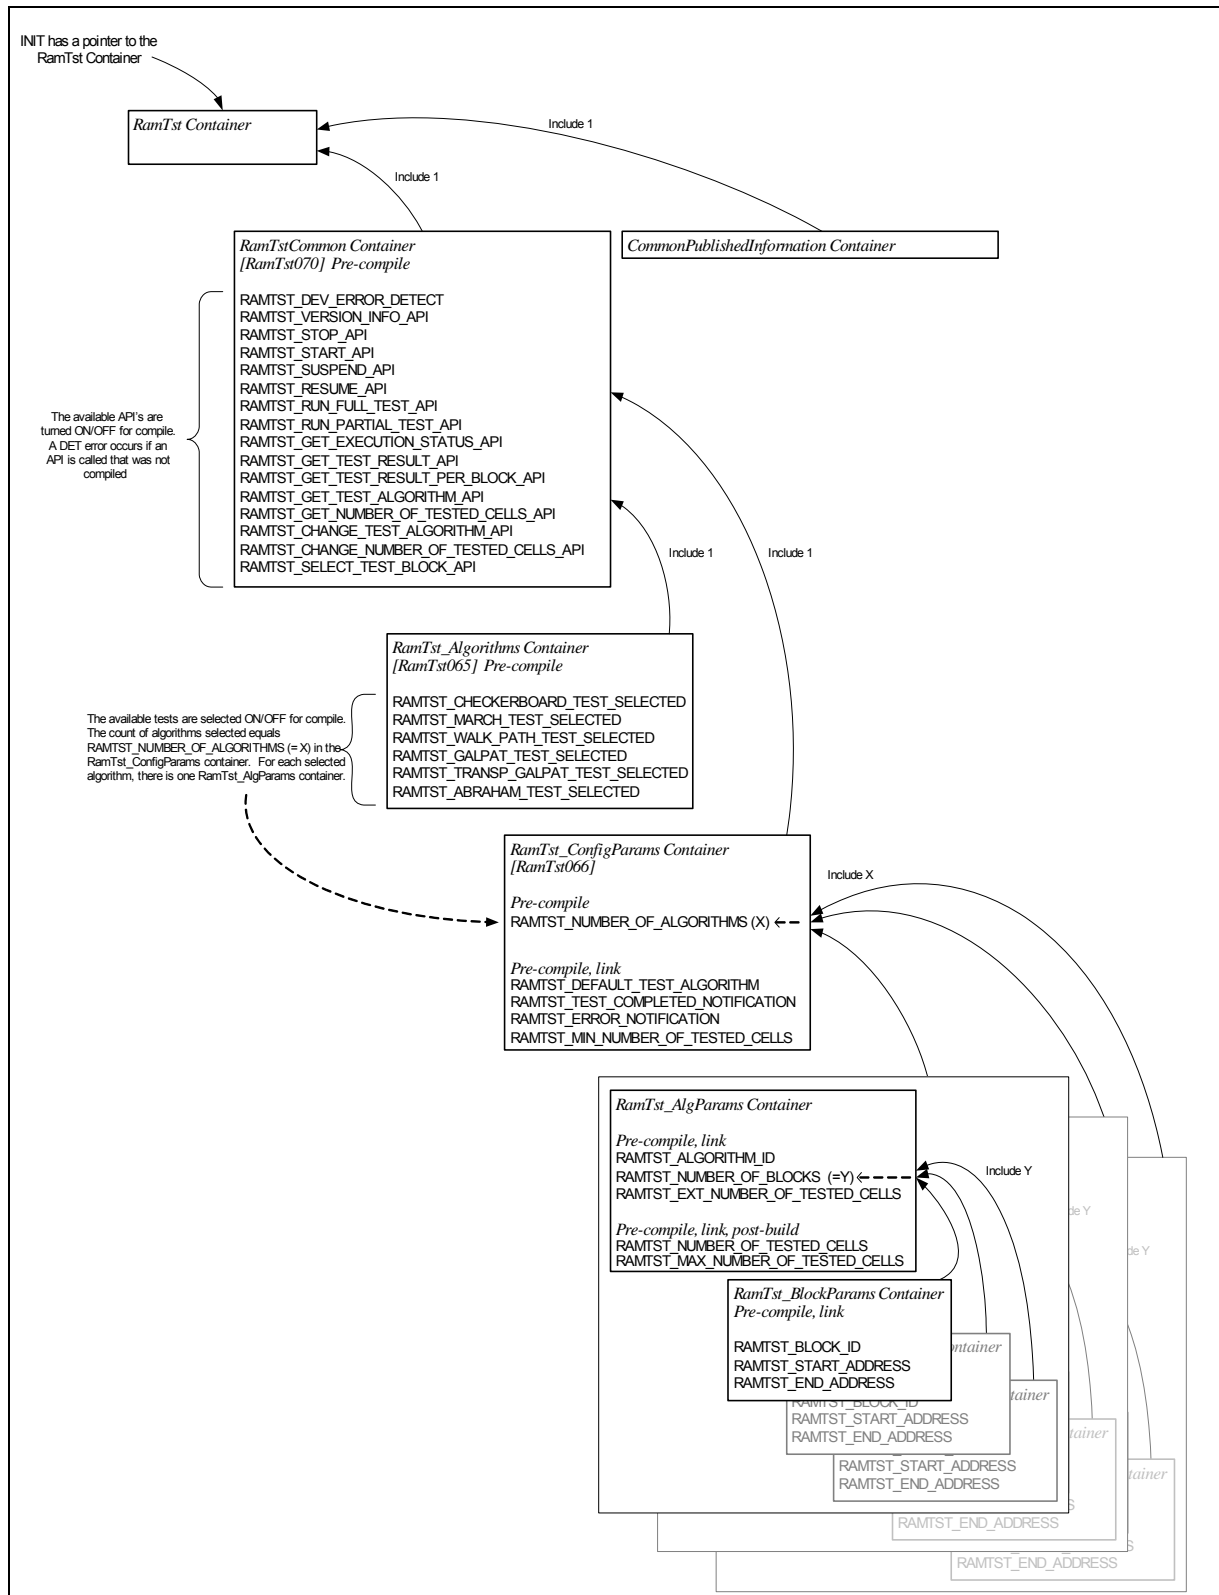 INIT has a pointer to the
RamTst Container
RamTst Container
Include 1
Include 1
RamTstCommon Container
[RamTst070] Pre-compile
RAMTST_DEV_ERROR_DETECT
RAMTST_VERSION_INFO_API
RAMTST_STOP_API
RAMTST_START_API
RAMTST_SUSPEND_API
RAMTST_RESUME_API
RAMTST_RUN_FULL_TEST_API
RAMTST_RUN_PARTIAL_TEST_API
RAMTST_GET_EXECUTION_STATUS_API
RAMTST_GET_TEST_RESULT_API
RAMTST_GET_TEST_RESULT_PER_BLOCK_API
RAMTST_GET_TEST_ALGORITHM_API
RAMTST_GET_NUMBER_OF_TESTED_CELLS_API
RAMTST_CHANGE_TEST_ALGORITHM_API
RAMTST_CHANGE_NUMBER_OF_TESTED_CELLS_API
RAMTST_SELECT_TEST_BLOCK_API
CommonPublishedInformation Container
The available API's are
turned ON/OFF for compile.
A DET error occurs if an
API is called that was not
compiled
Include 1
Include 1
RamTst_Algorithms Container
[RamTst065] Pre-compile
RAMTST_CHECKERBOARD_TEST_SELECTED
RAMTST_MARCH_TEST_SELECTED
RAMTST_WALK_PATH_TEST_SELECTED
RAMTST_GALPAT_TEST_SELECTED
RAMTST_TRANSP_GALPAT_TEST_SELECTED
RAMTST_ABRAHAM_TEST_SELECTED
The available tests are selected ON/OFF for compile.
The count of algorithms selected equals
RAMTST_NUMBER_OF_ALGORITHMS (= X) in the
RamTst_ConfigParams container. For each selected
algorithm, there is one RamTst_AlgParams container.
RamTst_ConfigParams Container
[RamTst066]
Pre-compile
RAMTST_NUMBER_OF_ALGORITHMS (X)
Pre-compile, link
RAMTST_DEFAULT_TEST_ALGORITHM
RAMTST_TEST_COMPLETED_NOTIFICATION
RAMTST_ERROR_NOTIFICATION
RAMTST_MIN_NUMBER_OF_TESTED_CELLS
Include X
RamTst_AlgParams Container
Pre-compile, link
RAMTST_ALGORITHM_ID
RAMTST_NUMBER_OF_BLOCKS (=Y)
RAMTST_EXT_NUMBER_OF_TESTED_CELLS
Pre-compile, link, post-build
RAMTST_NUMBER_OF_TESTED_CELLS
RAMTST_MAX_NUMBER_OF_TESTED_CELLS
Include Y
de Y
de Y
RamTst_BlockParams Container
Pre-compile, link
RAMTST_BLOCK_ID
RAMTST_START_ADDRESS
RAMTST_END_ADDRESS
ontainer
RAMTST_BLOCK_ID
RAMTST_START_ADDRESS
RAMTST_END_ADDRESS
tainer
RAMTST_START_ADDRESS
RAMTST_END_ADDRESS
tainer
S
RAMTST_END_ADDRESS
tainer
S
RAMTST_END_ADDRESS